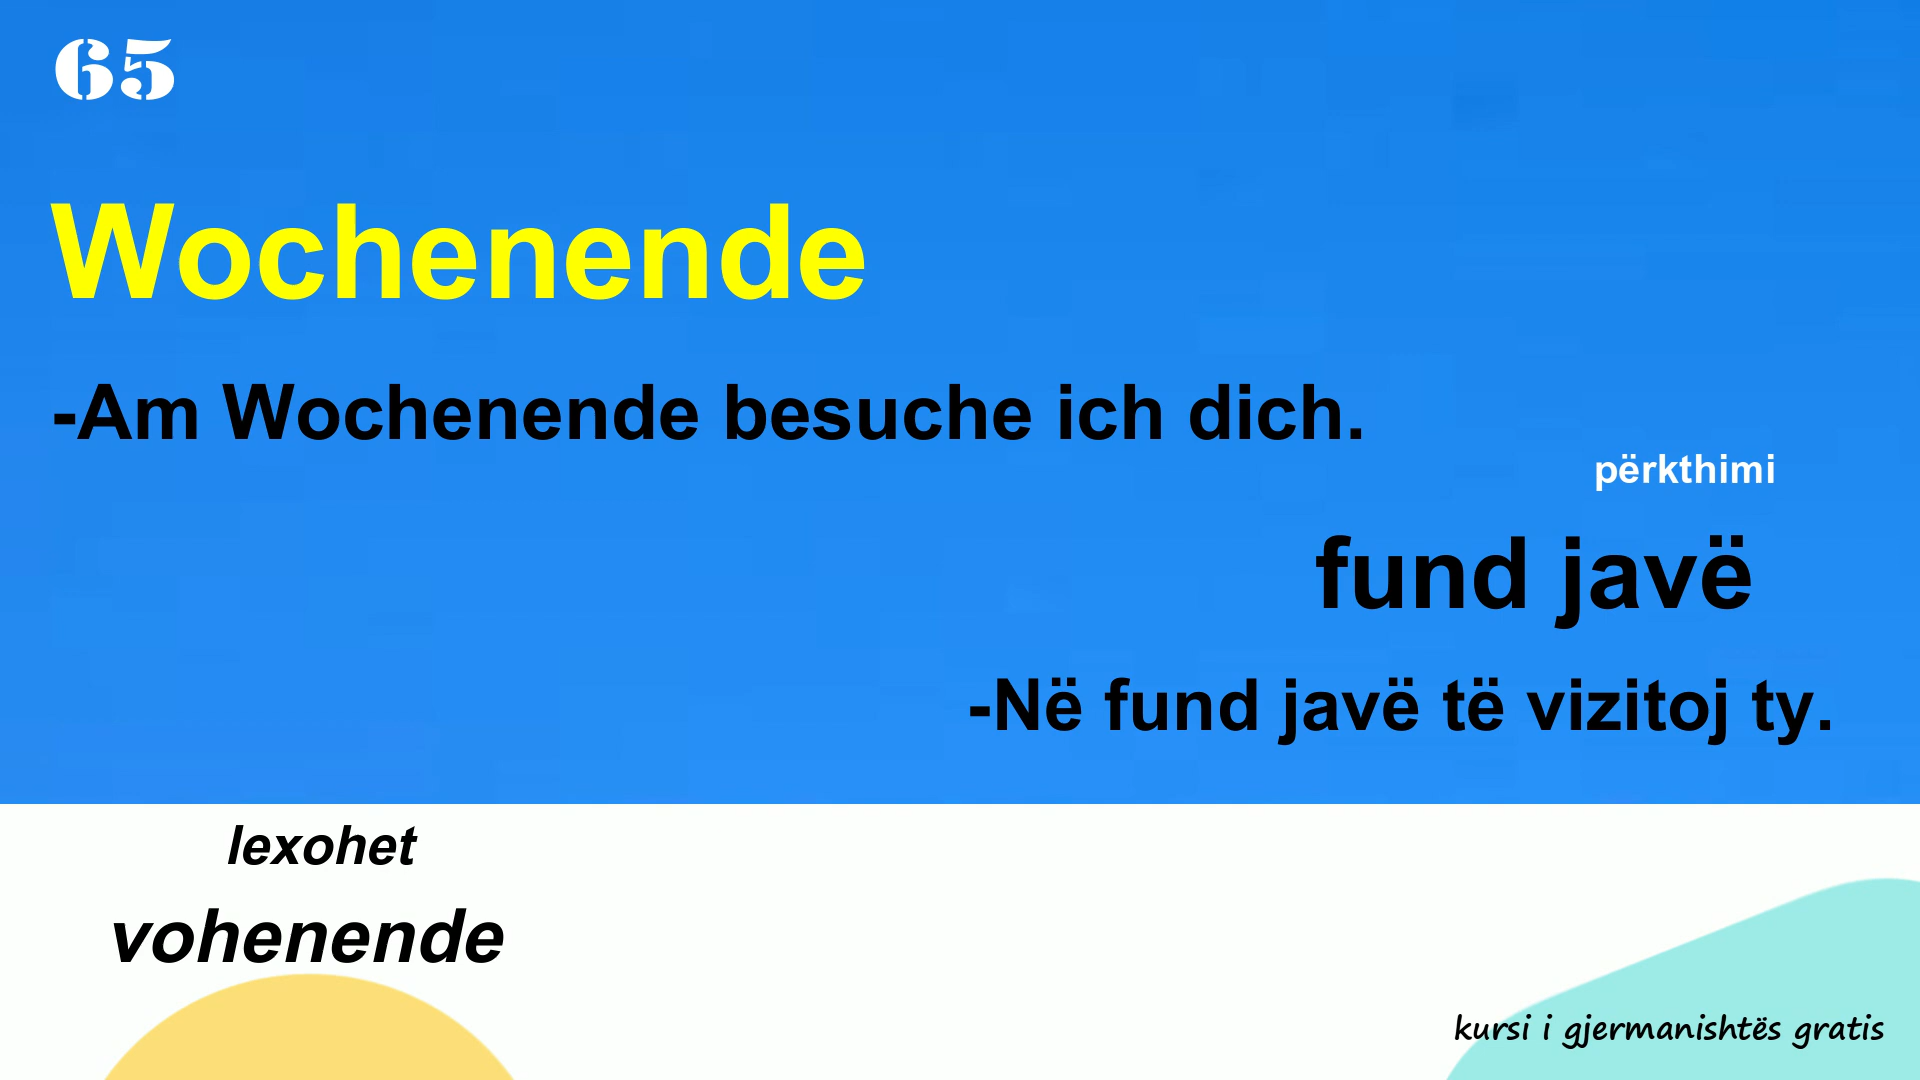 65
Wochenende
-Am Wochenende besuche ich dich.
përkthimi
fund javë
-Në fund javë të vizitoj ty.
lexohet
vohenende
kursi i gjermanishtës gratis